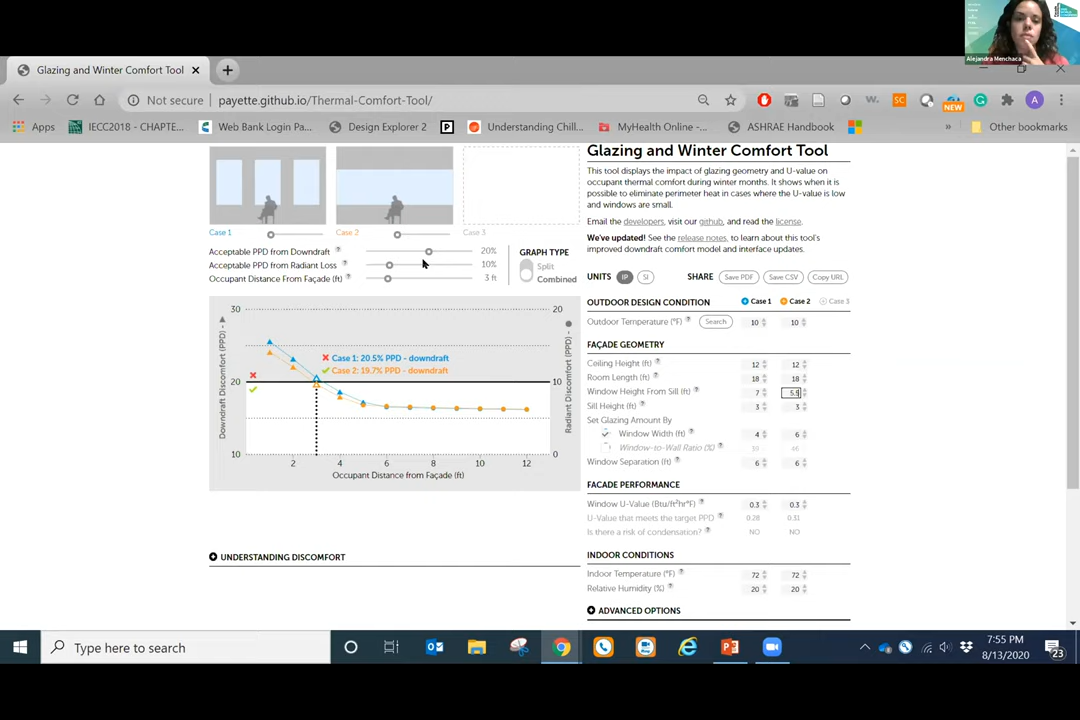 Alejandra Menchaca
Glazing and Winter Comfort Tool
Not secure
payette.github.io/Thermal-Comfort-Tool/
W.
SC
NEW
A
Apps
IECC2018 - CHAPTE...
Web Bank Login Pa...
Design Explorer 2
P
Understanding Chill...
MyHealth Online -...
ASHRAE Handbook
»
Other bookmarks
Case 1
Case 2
Case 3
Acceptable PPD from Downdraft ?
20%
Acceptable PPD from Radiant Loss ?
10%
Occupant Distance From Façade (ft) ?
3 ft
GRAPH TYPE
Split
Combined
30
20
10
Downdraft Discomfort (PPD) -
20
10
0
Radiant Discomfort (PPD) -
Case 1: 20.5% PPD - downdraft
Case 2: 19.7% PPD - downdraft
2 4 6 8 10 12
Occupant Distance from Façade (ft)
UNDERSTANDING DISCOMFORT
Glazing and Winter Comfort Tool
This tool displays the impact of glazing geometry and U-value on
occupant thermal comfort during winter months. It shows when it is
possible to eliminate perimeter heat in cases where the U-value is low
and windows are small.
Email the developers, visit our github, and read the license.
We've updated! See the release notes, to learn about this tool's
improved downdraft comfort model and interface updates.
UNITS IP SI SHARE Save PDF Save CSV Copy URL
OUTDOOR DESIGN CONDITION Case 1 Case 2 Case 3
Outdoor Temperature (°F) ? Search 10 10
FAÇADE GEOMETRY
Ceiling Height (ft) ? 12 12
Room Length (ft) ? 18 18
Window Height From Sill (ft) ? 7 5.5
Sill Height (ft) ? 3 3
Set Glazing Amount By
Window Width (ft) ? 4 6
Window-to-Wall Ratio (%) ?
Window Separation (ft) ? 6 6
FACADE PERFORMANCE
Window U-Value (Btu/ft²hr°F) ? 0.3 0.3
U-Value that meets the target PPD ? 0.28 0.31
Is there a risk of condensation? ? NO NO
INDOOR CONDITIONS
Indoor Temperature (°F) ? 72 72
Relative Humidity (%) ? 20 20
ADVANCED OPTIONS
Type here to search
7:55 PM
8/13/2020
23